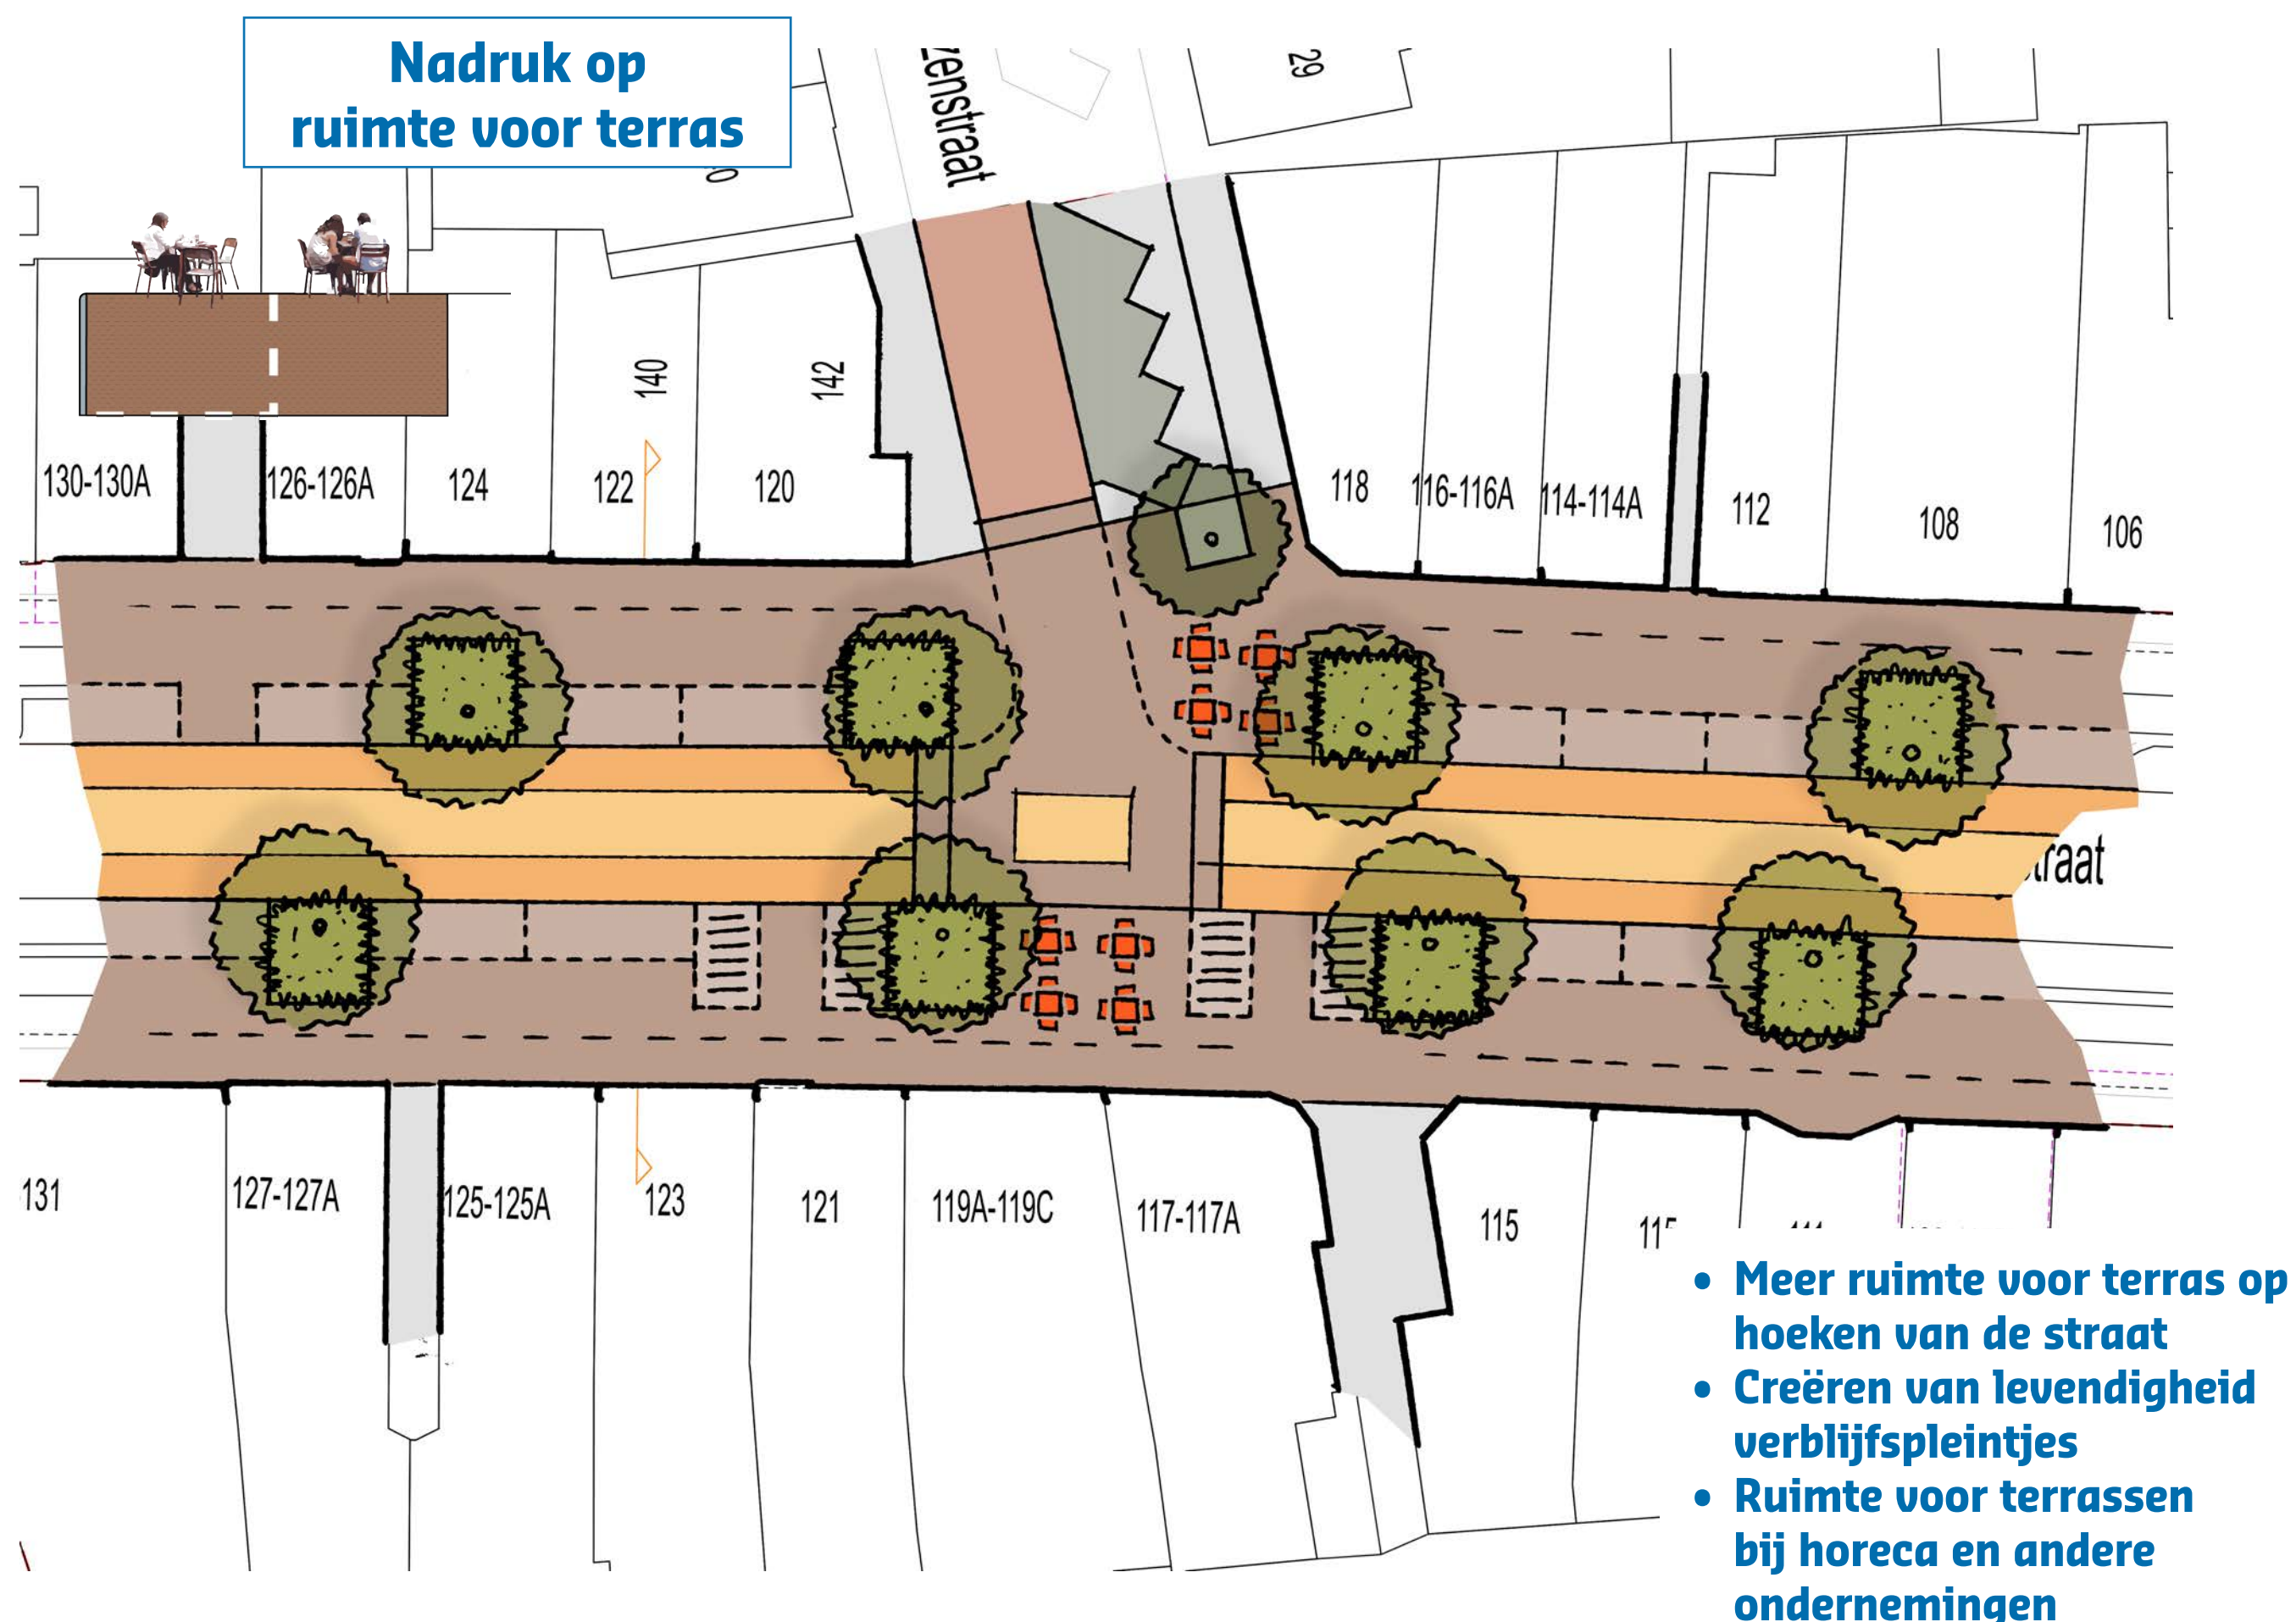 Nadruk op
ruimte voor terras
zenstraat
29
140
142
130-130A
126-126A
124
122
120
118
116-116A
114-114A
112
108
106
raat
131
127-127A
125-125A
123
121
119A-119C
117-117A
115
• Meer ruimte voor terras op
hoeken van de straat
• Creëren van levendigheid
verblijfspleintjes
• Ruimte voor terrassen
bij horeca en andere
ondernemingen